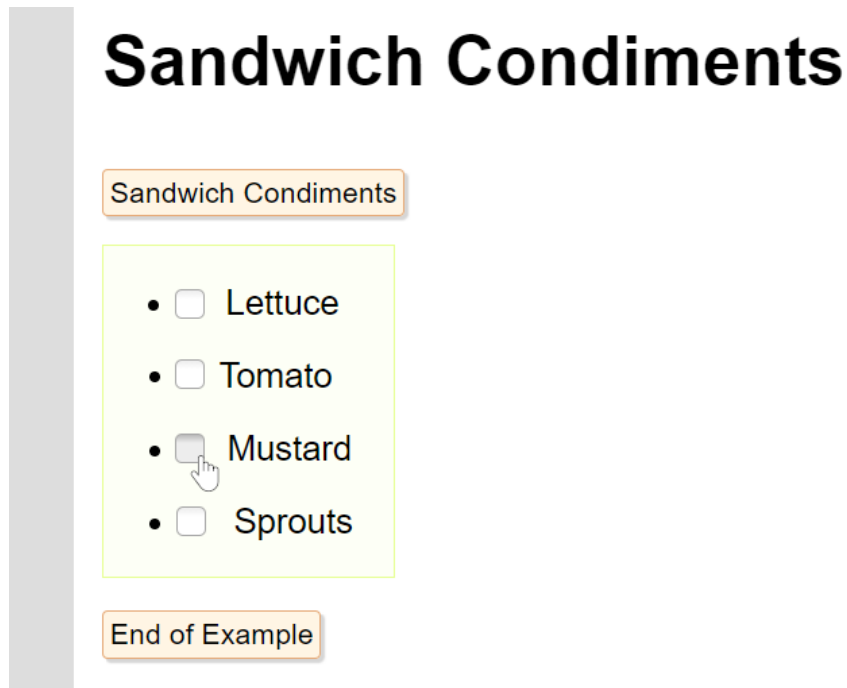 Sandwich Condiments
Sandwich Condiments
Lettuce
Tomato
Mustard
Sprouts
End of Example